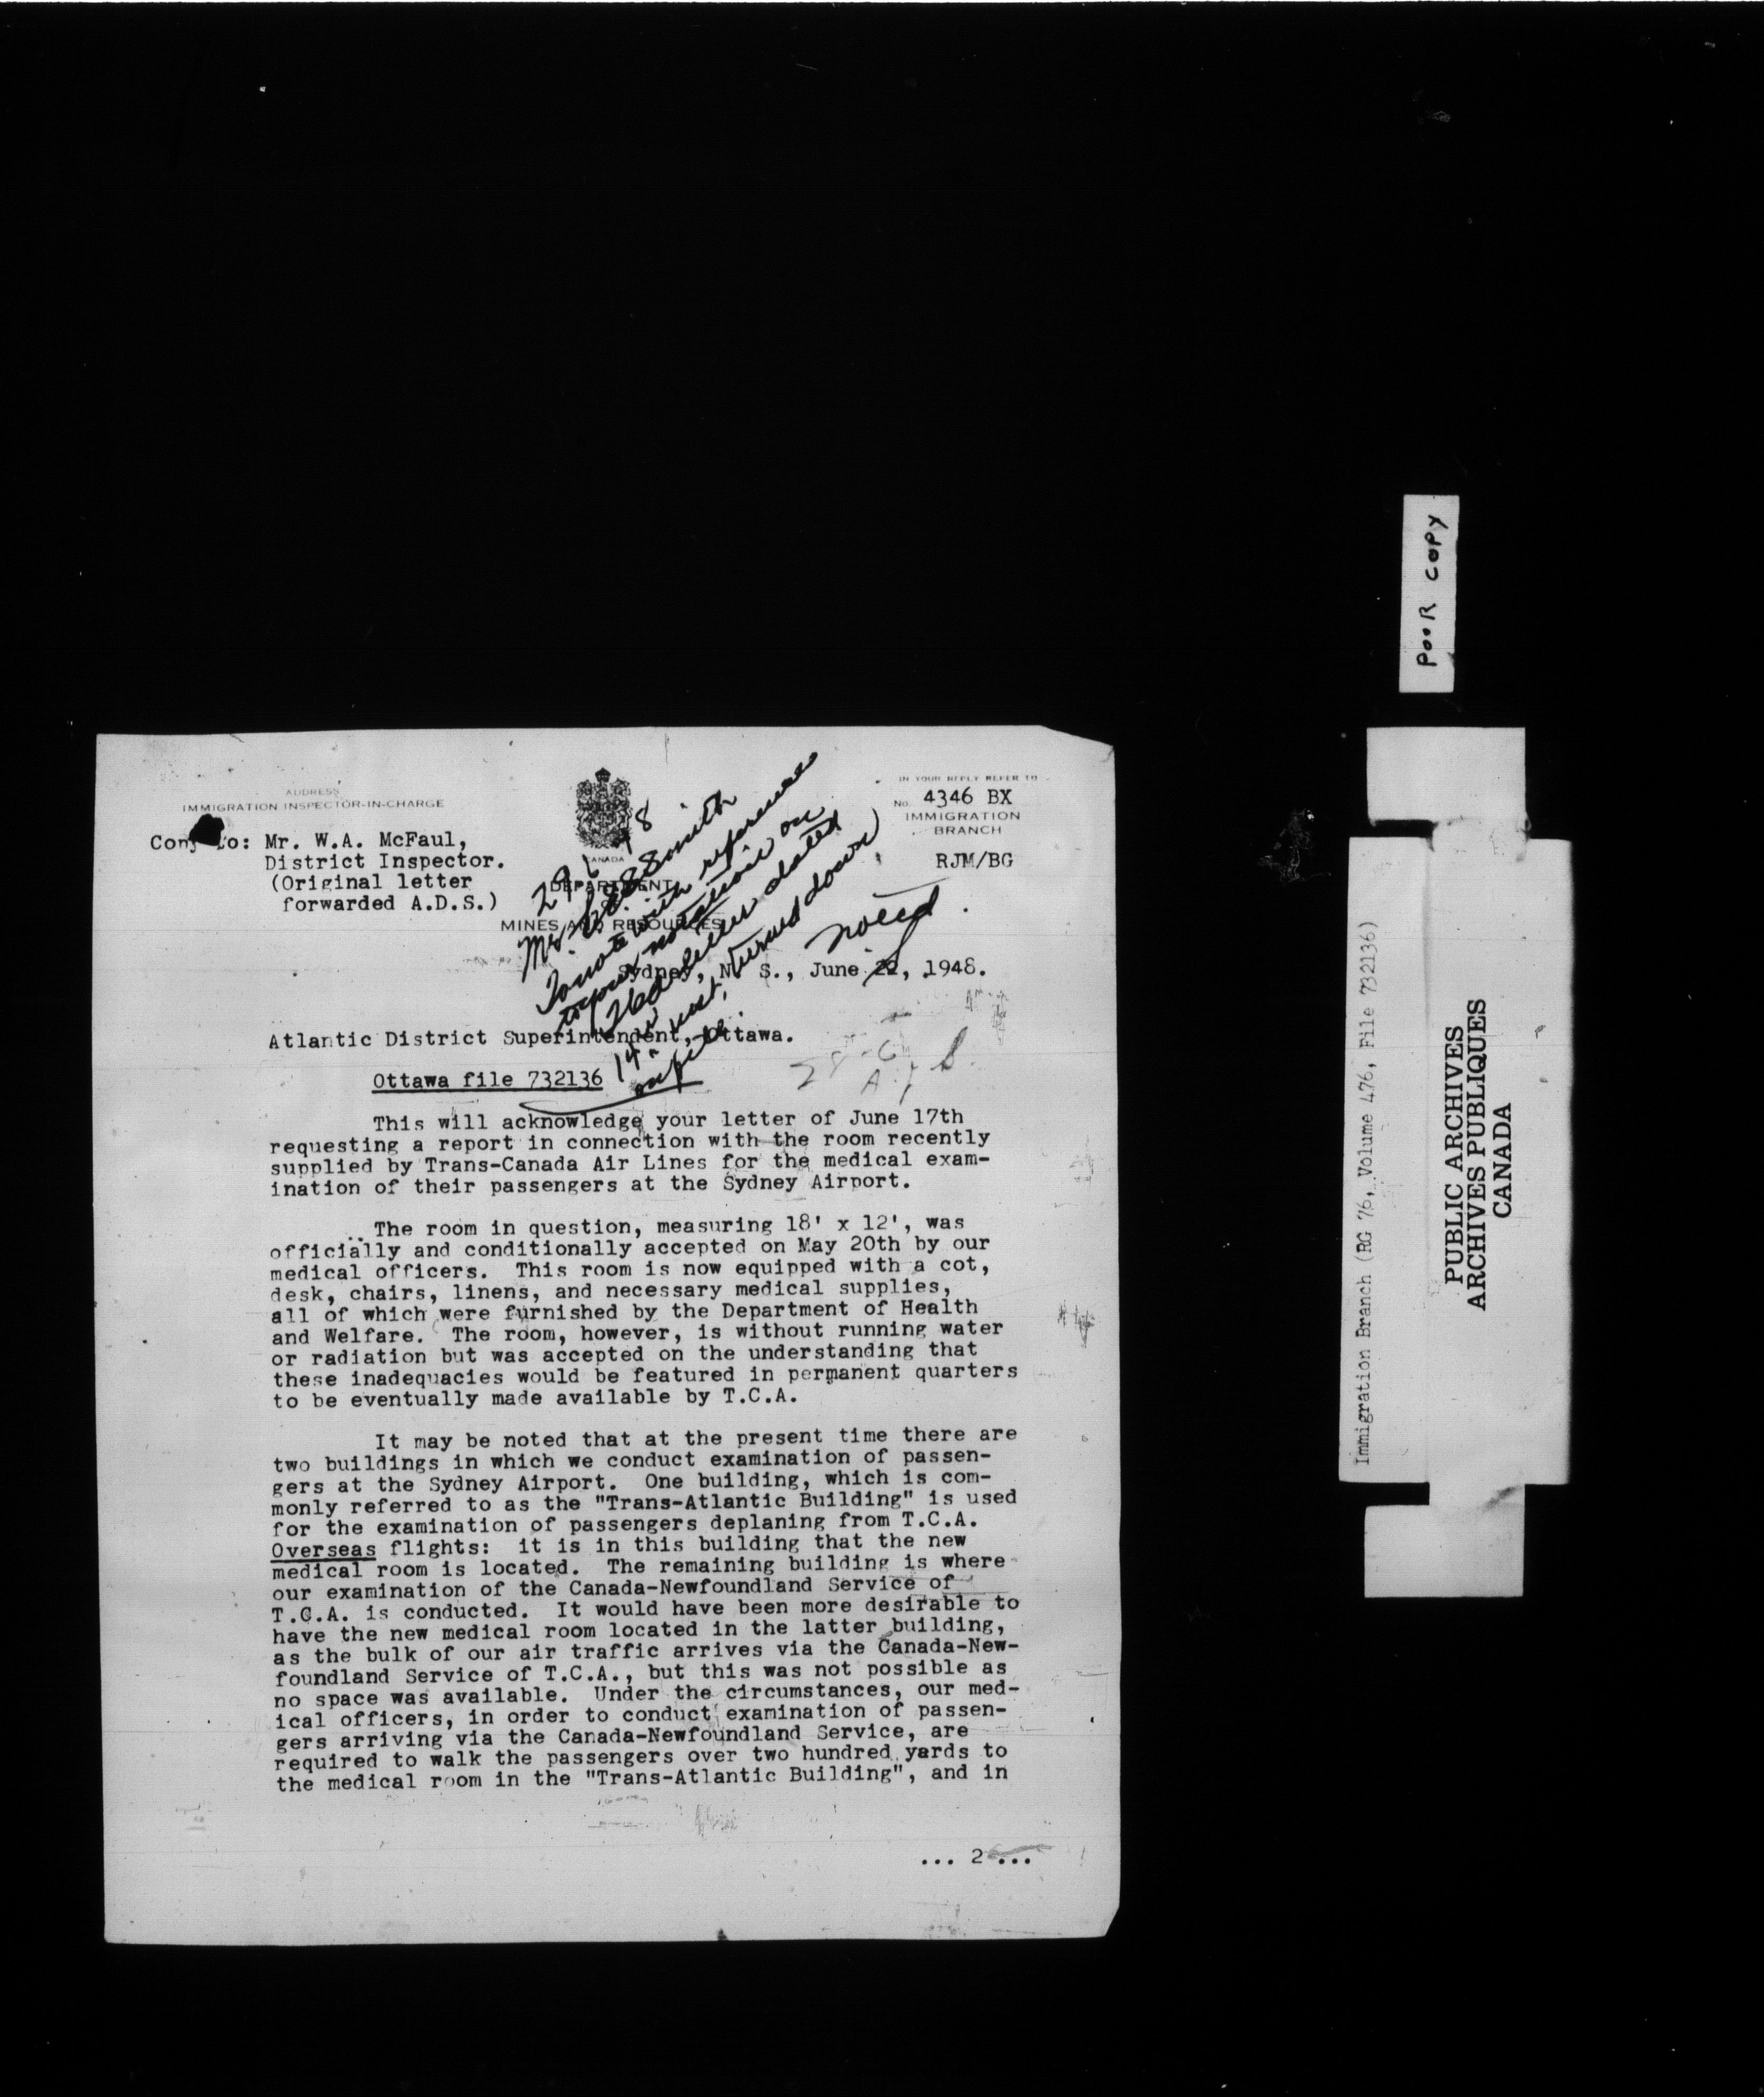 ADDRESS
IMMIGRATION INSPECTOR-IN-CHARGE
to: Mr. W.A. McFaul,
District Inspector.
(Original letter
forwarded A.D.S.)
CANADA
DEPARTMENT
MINES AND RESOURCES
IN YOUR REPLY REFER TO
No. 4346 BX
IMMIGRATION
BRANCH
RJM/BG
To note with reference
to your notation on
letter dated
turned down)
on file.
noted
Sydney, N. S., June 22, 1948.
Atlantic District Superintendent, Ottawa.
Ottawa file 732136
This will acknowledge your letter of June 17th
requesting a report in connection with the room recently
supplied by Trans-Canada Air Lines for the medical exam-
ination of their passengers at the Sydney Airport.
The room in question, measuring 18' x 12', was
officially and conditionally accepted on May 20th by our
medical officers. This room is now equipped with a cot,
desk, chairs, linens, and necessary medical supplies,
all of which were furnished by the Department of Health
and Welfare. The room, however, is without running water
or radiation but was accepted on the understanding that
these inadequacies would be featured in permanent quarters
to be eventually made available by T.C.A.
It may be noted that at the present time there are
two buildings in which we conduct examination of passen-
gers at the Sydney Airport. One building, which is com-
monly referred to as the "Trans-Atlantic Building" is used
for the examination of passengers deplaning from T.C.A.
Overseas flights: it is in this building that the new
medical room is located. The remaining building is where
our examination of the Canada-Newfoundland Service of
T.C.A. is conducted. It would have been more desirable to
have the new medical room located in the latter building,
as the bulk of our air traffic arrives via the Canada-New-
foundland Service of T.C.A., but this was not possible as
no space was available. Under the circumstances, our med-
ical officers, in order to conduct examination of passen-
gers arriving via the Canada-Newfoundland Service, are
required to walk the passengers over two hundred yards to
the medical room in the "Trans-Atlantic Building", and in
... 2 ...
POOR COPY
Immigration Branch (RG 76, Volume 476, File 732136)
PUBLIC ARCHIVES
ARCHIVES PUBLIQUES
CANADA